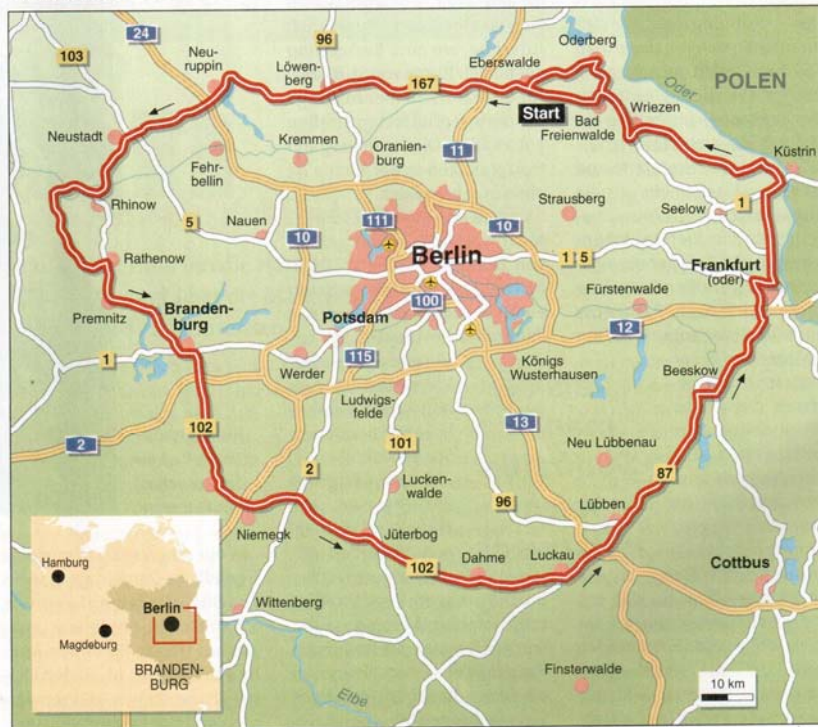 24
103
96
Neu-
ruppin
Löwen-
berg
167
Eberswalde
Oderberg
Oder
POLEN
Start
Bad
Freienwalde
Wriezen
Küstrin
Neustadt
Fehr-
bellin
Kremmen
Oranien-
burg
11
Strausberg
Seelow
1
Rhinow
5
Nauen
10
111
Berlin
10
1
5
Rathenow
Frankfurt
(oder)
Premnitz
Branden-
burg
Potsdam
100
Fürstenwalde
12
1
Werder
115
Königs
Wusterhausen
Beeskow
Ludwigs-
felde
2
102
101
13
2
Neu Lübbenau
87
Lucken-
walde
96
Lübben
Niemegk
Jüterbog
102
Dahme
Luckau
Cottbus
Hamburg
Berlin
Magdeburg
BRANDEN-
BURG
Wittenberg
Elbe
Finsterwalde
10 km